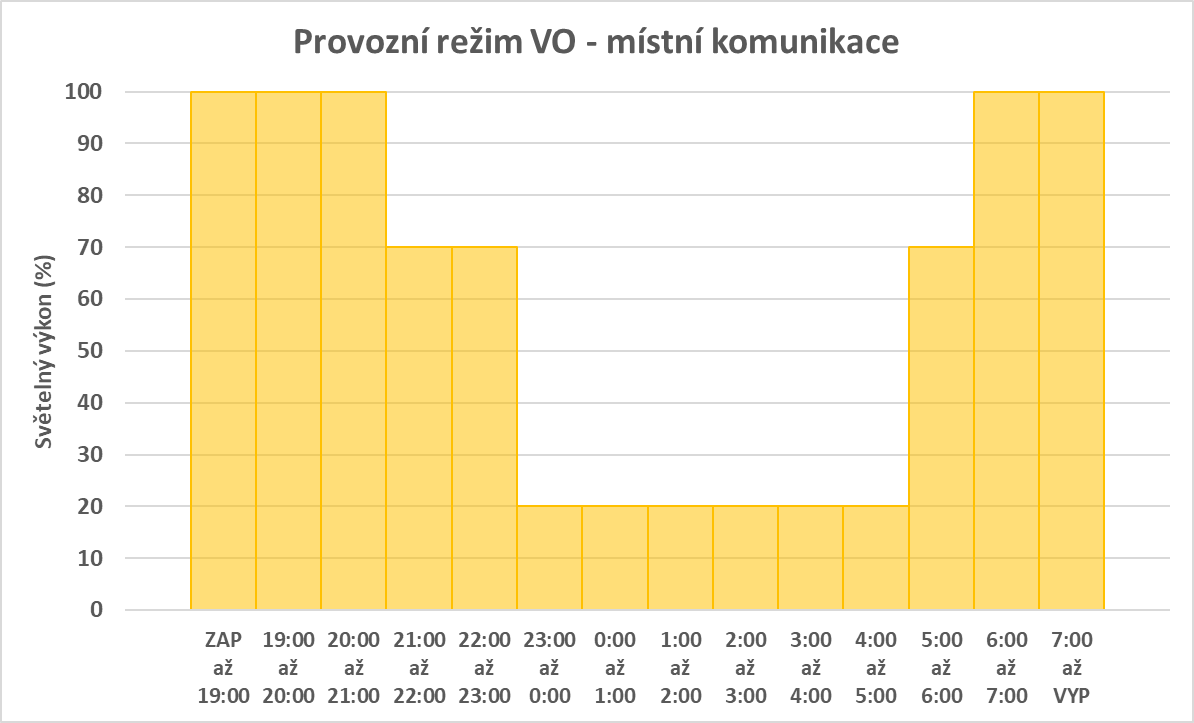 Provozní režim VO - místní komunikace
Světelný výkon (%)
100
90
80
70
60
50
40
30
20
10
0
ZAP 19:00 20:00 21:00 22:00 23:00 0:00 1:00 2:00 3:00 4:00 5:00 6:00 7:00
až až až až až až až až až až až až až až
19:00 20:00 21:00 22:00 23:00 0:00 1:00 2:00 3:00 4:00 5:00 6:00 7:00 VYP